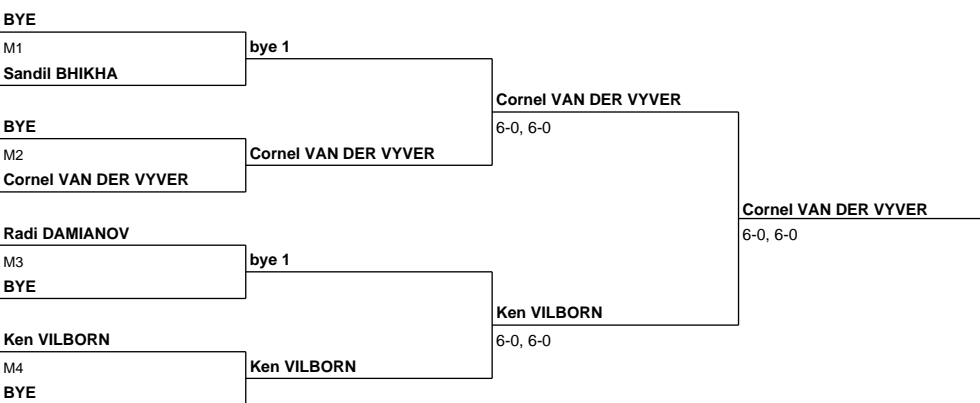 BYE
M1
Sandil BHIKHA
bye 1
BYE
M2
Cornel VAN DER VYVER
Cornel VAN DER VYVER
Cornel VAN DER VYVER
6-0, 6-0
Radi DAMIANOV
M3
BYE
bye 1
Ken VILBORN
M4
BYE
Ken VILBORN
Ken VILBORN
6-0, 6-0
Cornel VAN DER VYVER
6-0, 6-0